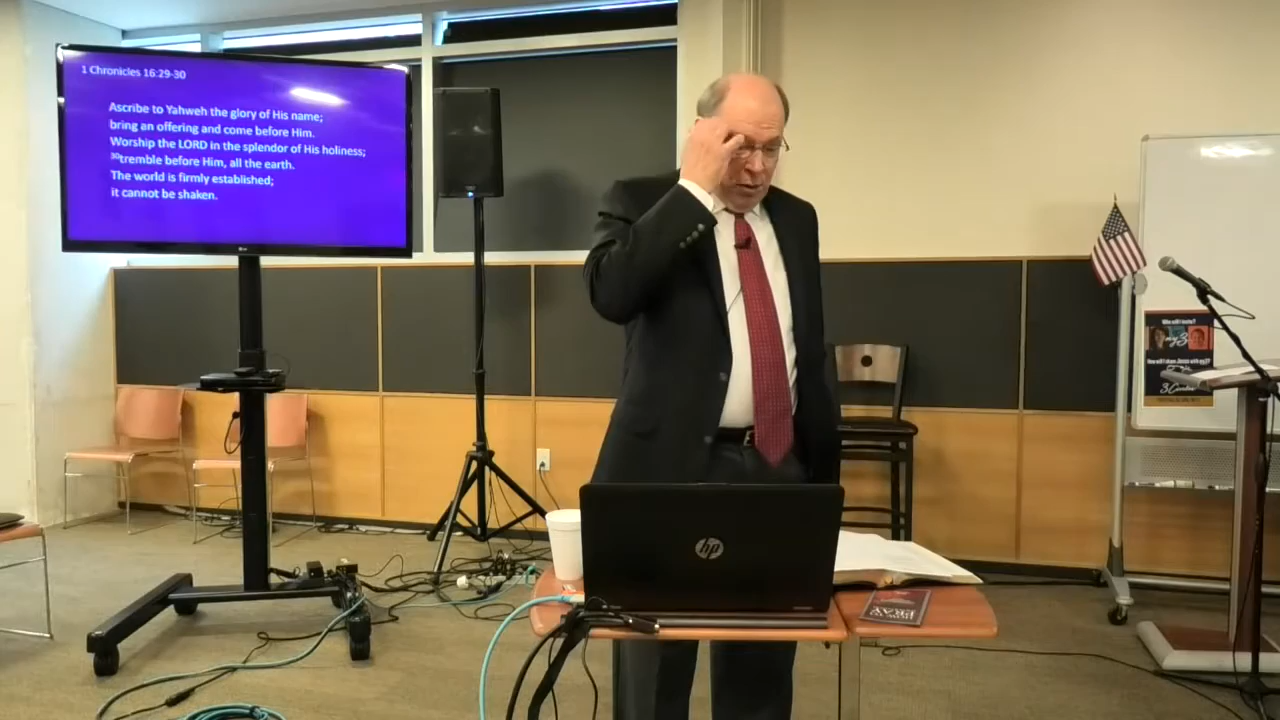 1 Chronicles 16:29-30
Ascribe to Yahweh the glory of His name;
bring an offering and come before Him.
Worship the LORD in the splendor of His holiness;
³⁰tremble before Him, all the earth.
The world is firmly established;
it cannot be shaken.
hp
my3